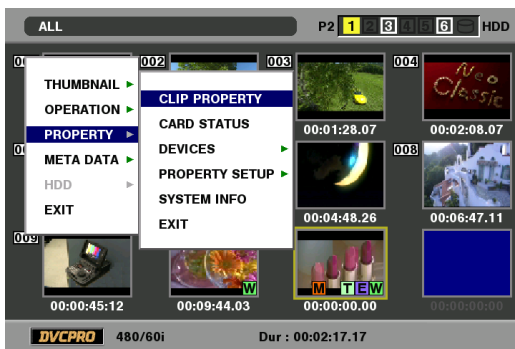 ALL P2 1 2 3 4 5 6 HDD
002 003 004
THUMBNAIL
OPERATION
PROPERTY
META DATA
HDD
EXIT
CLIP PROPERTY
CARD STATUS
DEVICES
PROPERTY SETUP
SYSTEM INFO
EXIT
Neo
Classic
00:01:28.07 00:02:08.07
008
00:04:48.26 00:06:47.11
009
W M T E W
00:00:45:12 00:09:44.03 00:00:00.00 00:00:00:00
DVCPRO 480/60i Dur : 00:02:17.17